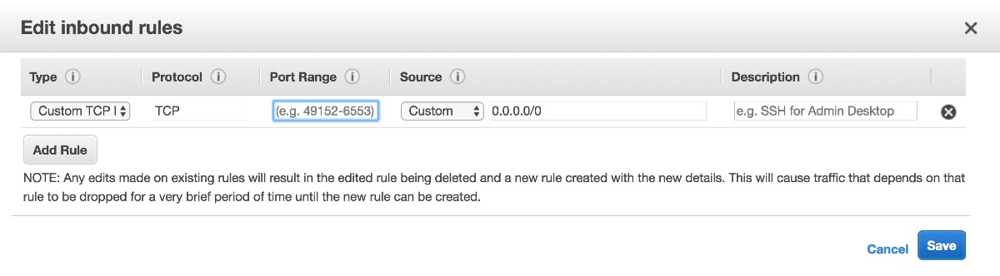 Edit inbound rules
Type Protocol Port Range Source Description
Custom TCP TCP (e.g. 49152-6553) Custom 0.0.0.0/0 e.g. SSH for Admin Desktop
Add Rule
NOTE: Any edits made on existing rules will result in the edited rule being deleted and a new rule created with the new details. This will cause traffic that depends on that
rule to be dropped for a very brief period of time until the new rule can be created.
Cancel Save